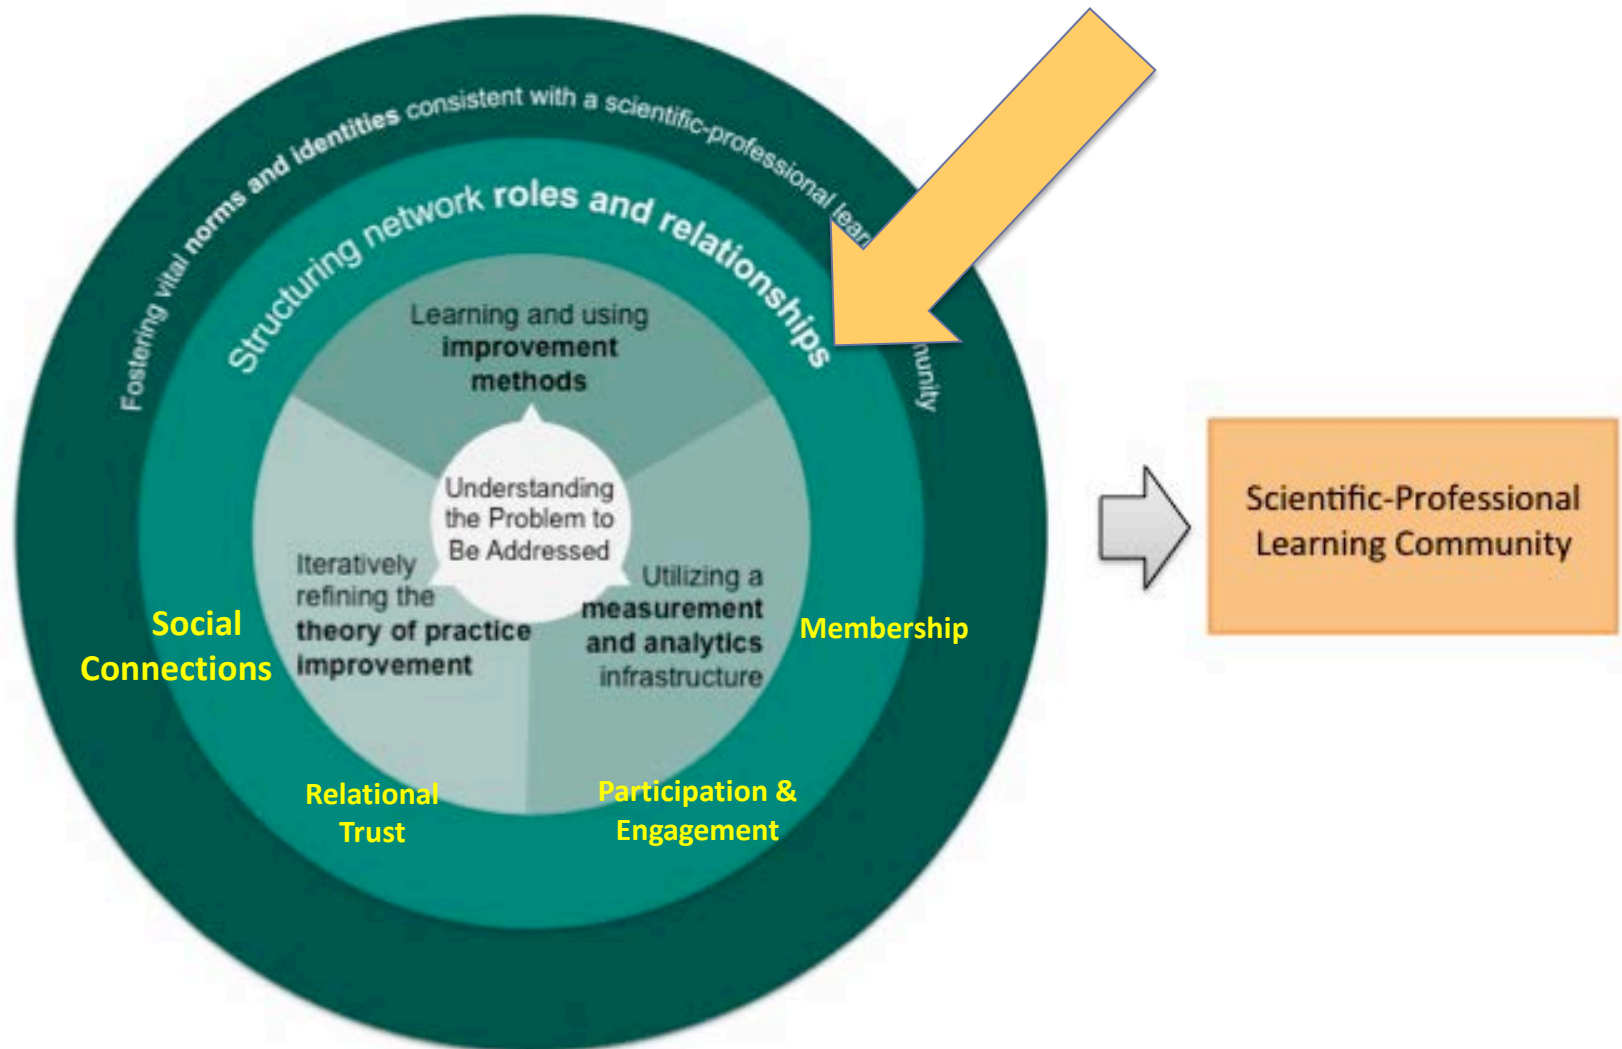 Fostering vital norms and identities consistent with a scientific-professional lear munity
Structuring network roles and relationships
Learning and using
improvement
methods
Understanding
the Problem to
Be Addressed
Iteratively
refining the
theory of practice
improvement
Utilizing a
measurement
and analytics
infrastructure
Social
Connections
Membership
Relational
Trust
Participation &
Engagement
Scientific-Professional
Learning Community